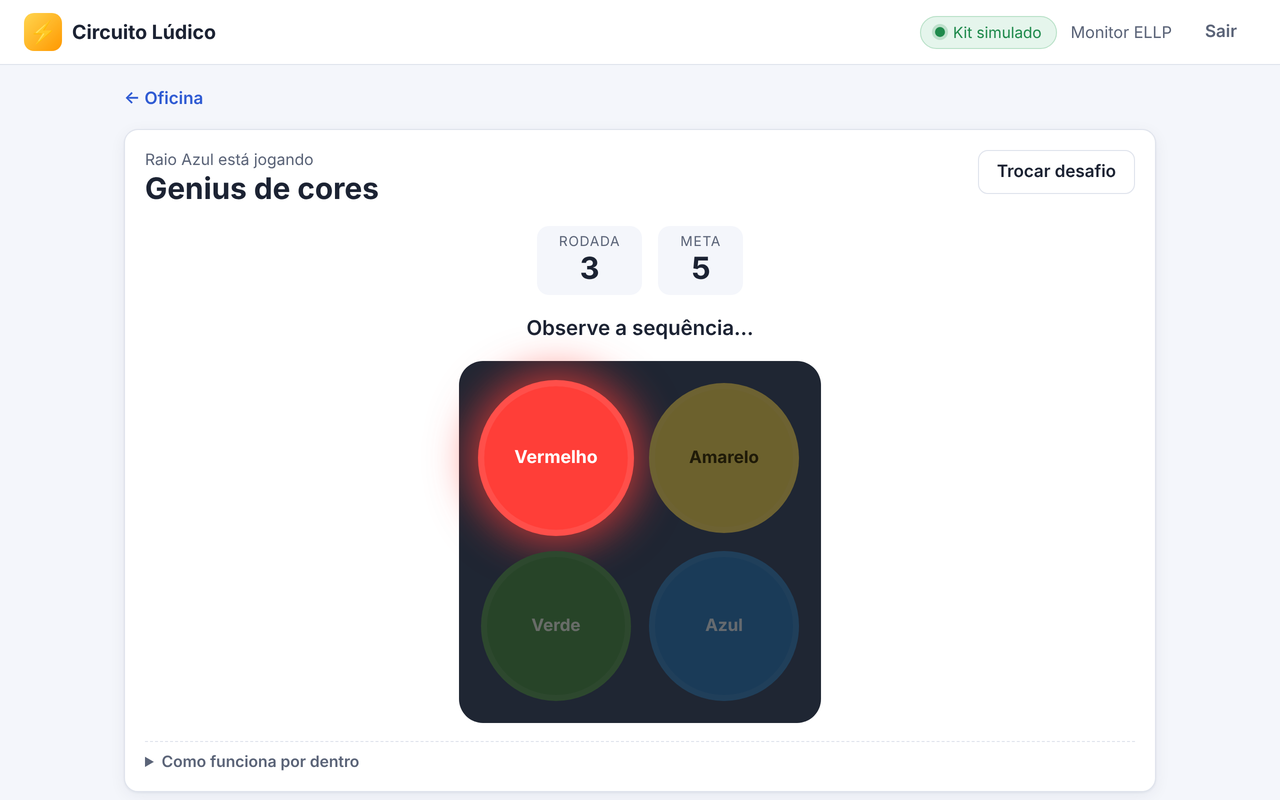 Circuito Lúdico
Kit simulado
Monitor ELLP
Sair
← Oficina
Raio Azul está jogando
Genius de cores
Trocar desafio
RODADA
3
META
5
Observe a sequência...
Vermelho
Amarelo
Verde
Azul
Como funciona por dentro